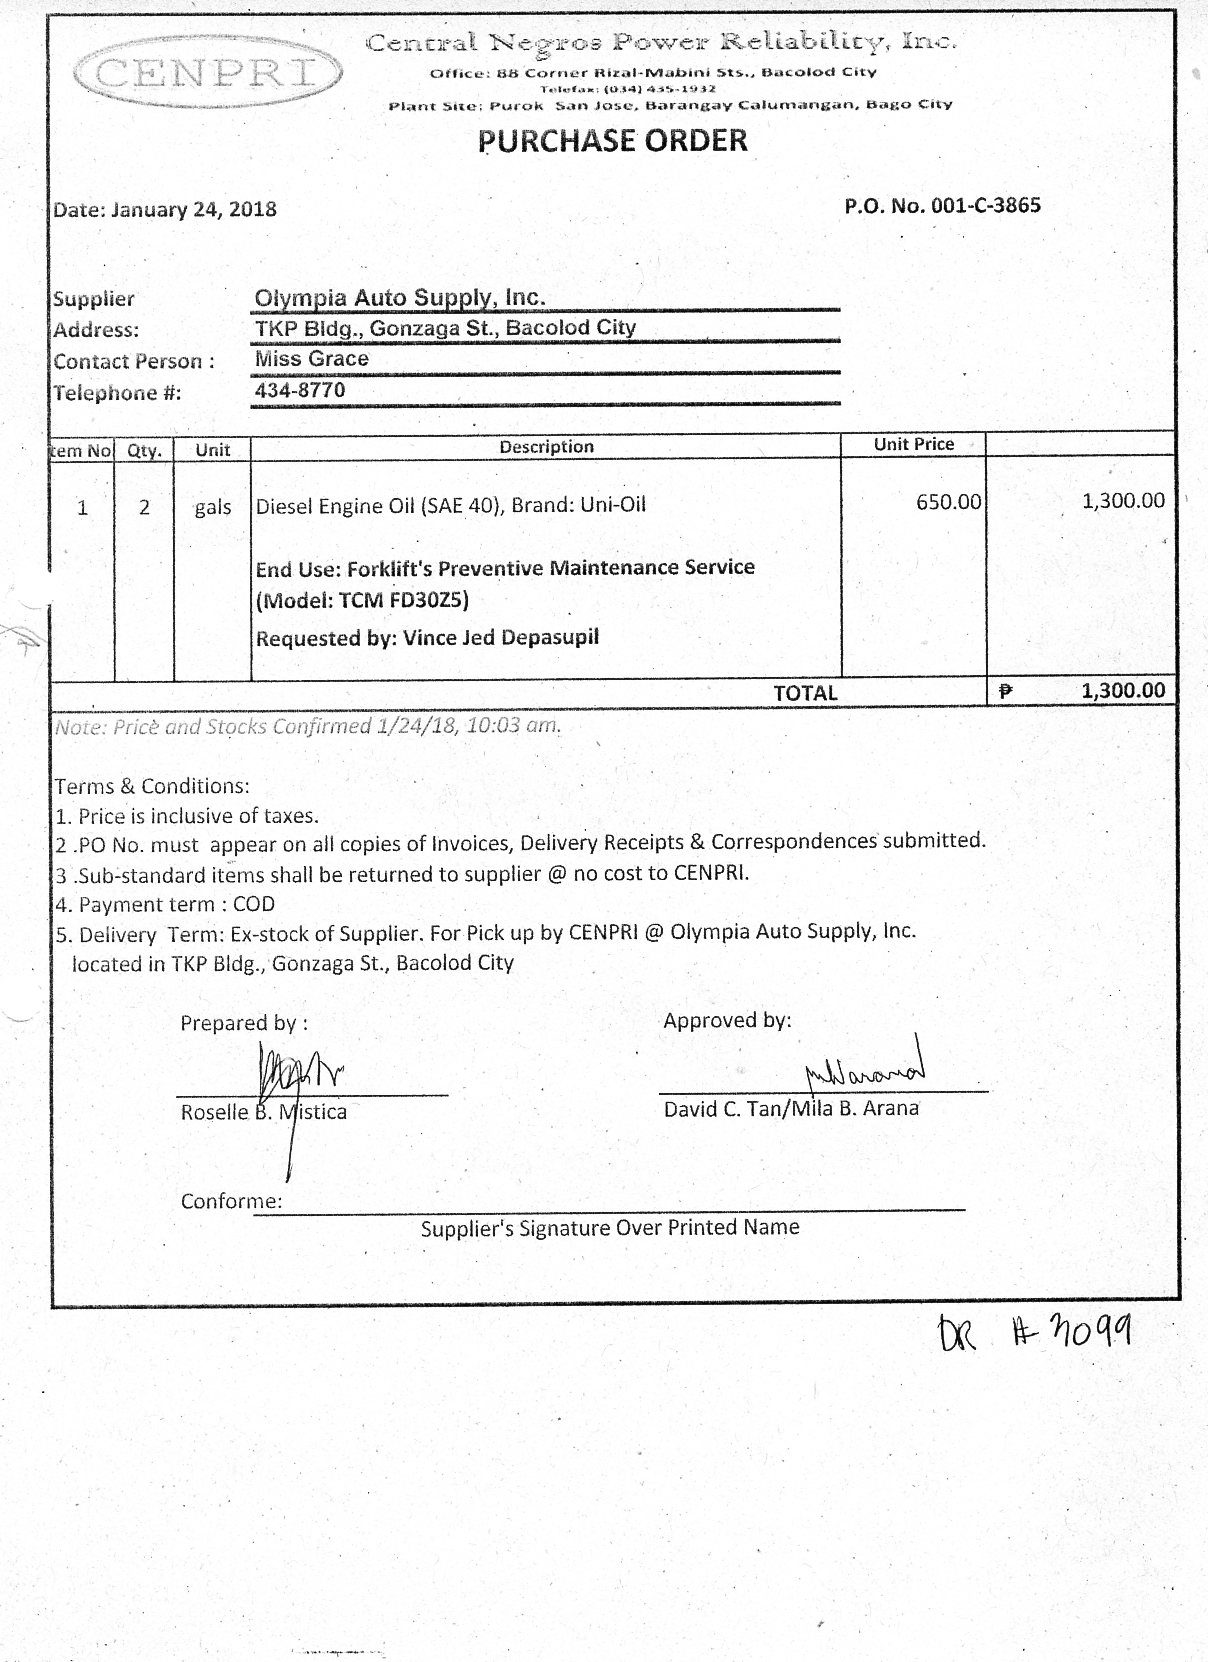 CENPRI
Central Negros Power Reliability, Inc.
Office: 88 Corner Rizal-Mabini Sts., Bacolod City
Telefax: (034) 435-1932
Plant Site: Purok San Jose, Barangay Calumangan, Bago City
PURCHASE ORDER
Date: January 24, 2018 P.O. No. 001-C-3865
Supplier Olympia Auto Supply, Inc.
Address: TKP Bldg., Gonzaga St., Bacolod City
Contact Person : Miss Grace
Telephone #: 434-8770
tem No Qty. Unit Description Unit Price
1 2 gals Diesel Engine Oil (SAE 40), Brand: Uni-Oil 650.00 1,300.00
End Use: Forklift's Preventive Maintenance Service
(Model: TCM FD30Z5)
Requested by: Vince Jed Depasupil
TOTAL ₱ 1,300.00
Note: Price and Stocks Confirmed 1/24/18, 10:03 am.
Terms & Conditions:
1. Price is inclusive of taxes.
2 .PO No. must appear on all copies of Invoices, Delivery Receipts & Correspondences submitted.
3 .Sub-standard items shall be returned to supplier @ no cost to CENPRI.
4. Payment term : COD
5. Delivery Term: Ex-stock of Supplier. For Pick up by CENPRI @ Olympia Auto Supply, Inc.
located in TKP Bldg., Gonzaga St., Bacolod City
Prepared by : Approved by:
Roselle B. Mistica David C. Tan/Mila B. Arana
Conforme:
Supplier's Signature Over Printed Name
DR # 3099